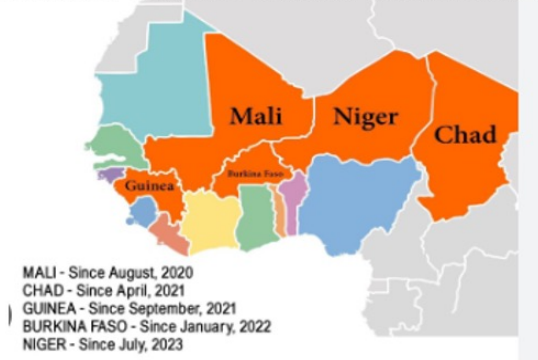 Mali
Niger
Chad
Burkina Faso
Guinea
MALI - Since August, 2020
CHAD - Since April, 2021
GUINEA - Since September, 2021
BURKINA FASO - Since January, 2022
NIGER - Since July, 2023